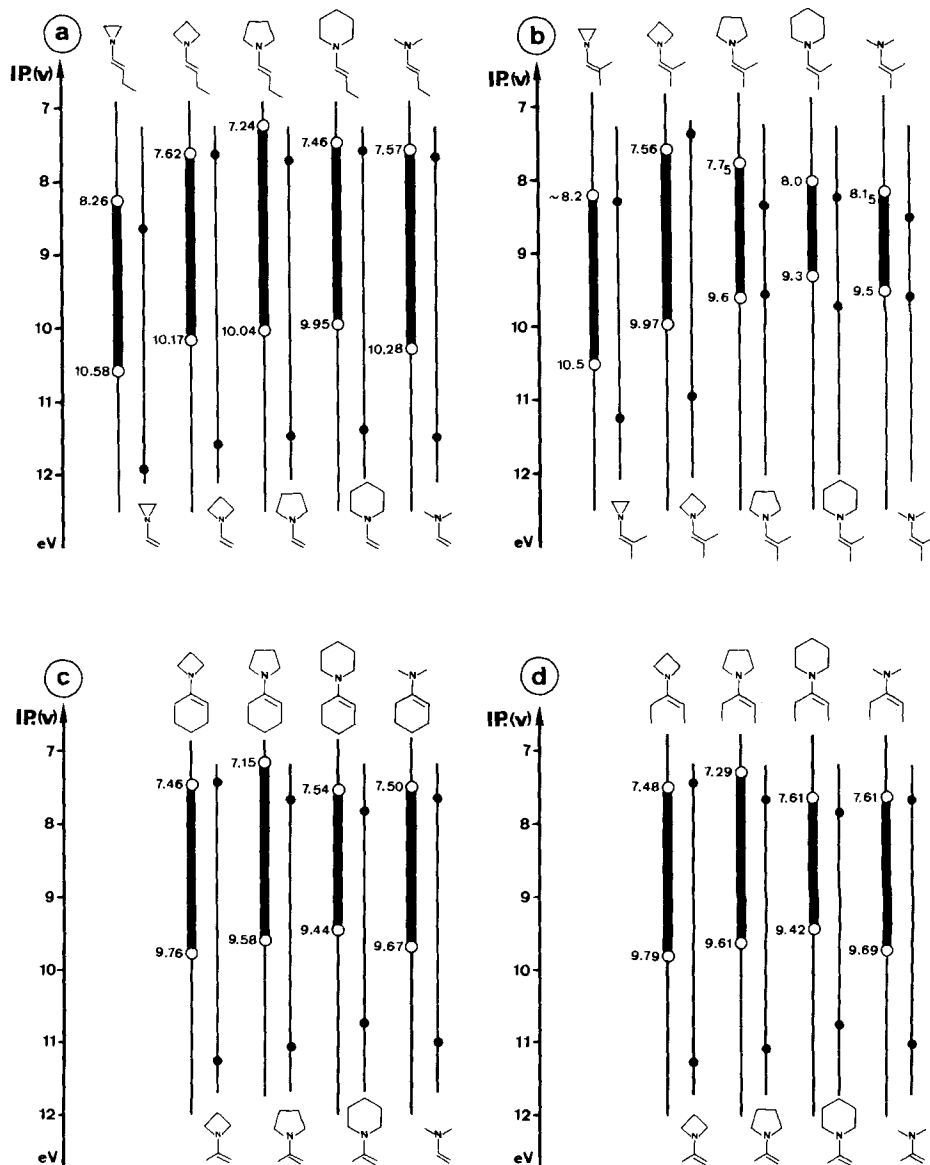 a
N N N N N
IP.(v)
7
8
9
10
11
12
eV
8.26 7.62 7.24 7.46 7.57
10.58 10.17 10.04 9.95 10.28
N N N N N
b
N N N N N
IP.(v)
7
8
9
10
11
12
eV
~8.2 7.56 7.7₅ 8.0 8.1₅
10.5 9.97 9.6 9.3 9.5
N N N N N
c
N N N N
IP.(v)
7
8
9
10
11
12
eV
7.46 7.15 7.54 7.50
9.76 9.58 9.44 9.67
N N N N
d
N N N N
IP.(v)
7
8
9
10
11
12
eV
7.48 7.29 7.61 7.61
9.79 9.61 9.42 9.69
N N N N